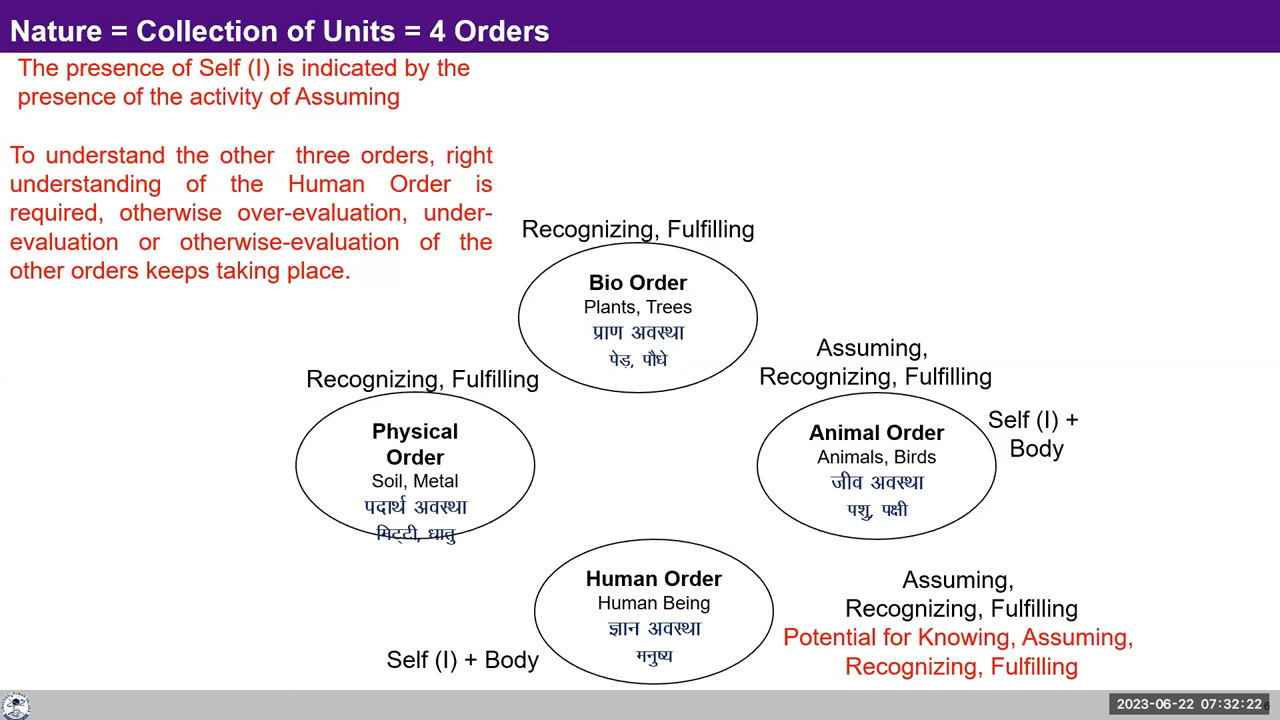 Nature = Collection of Units = 4 Orders
The presence of Self (I) is indicated by the
presence of the activity of Assuming
To understand the other three orders, right
understanding of the Human Order is
required, otherwise over-evaluation, under-
evaluation or otherwise-evaluation of the
other orders keeps taking place.
Recognizing, Fulfilling
Bio Order
Plants, Trees
प्राण अवस्था
पेड़, पौधे
Recognizing, Fulfilling
Physical
Order
Soil, Metal
पदार्थ अवस्था
मिट्टी, धातु
Assuming,
Recognizing, Fulfilling
Animal Order
Animals, Birds
जीव अवस्था
पशु, पक्षी
Self (I) +
Body
Human Order
Human Being
ज्ञान अवस्था
मनुष्य
Self (I) + Body
Assuming,
Recognizing, Fulfilling
Potential for Knowing, Assuming,
Recognizing, Fulfilling
2023-06-22 07:32:22
6